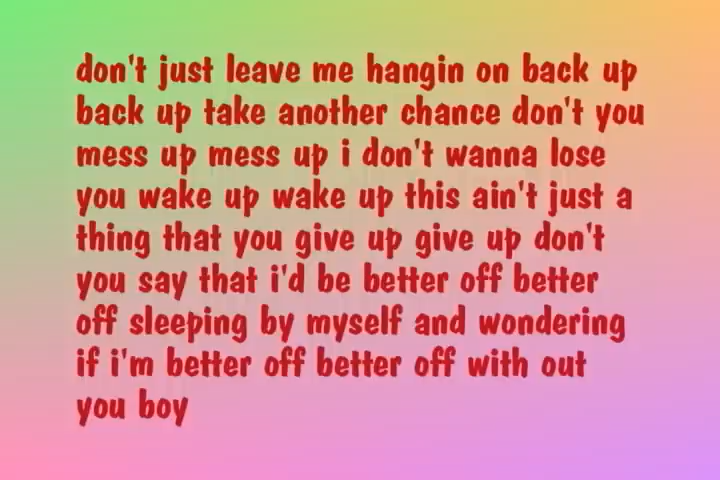 don't just leave me hangin on back up
back up take another chance don't you
mess up mess up i don't wanna lose
you wake up wake up this ain't just a
thing that you give up give up don't
you say that i'd be better off better
off sleeping by myself and wondering
if i'm better off better off with out
you boy